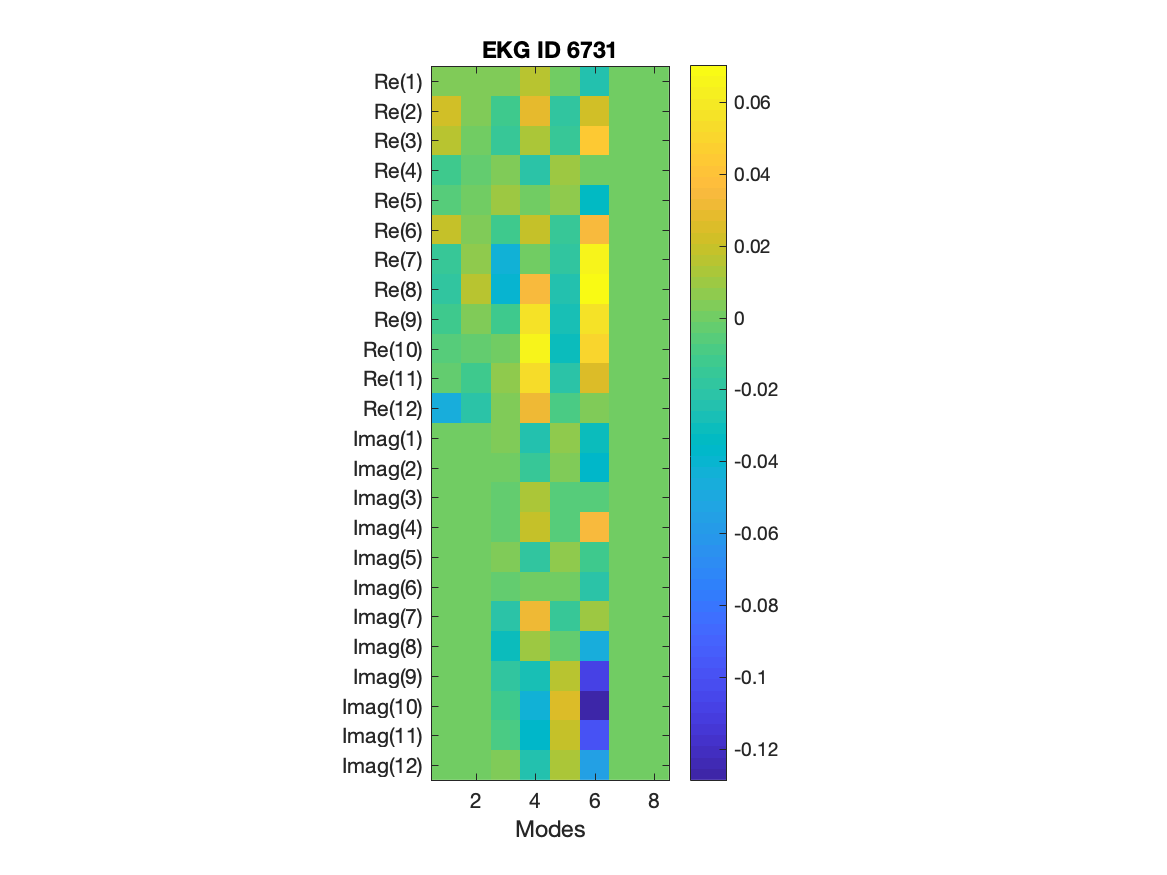 EKG ID 6731
Re(1)
Re(2)
Re(3)
Re(4)
Re(5)
Re(6)
Re(7)
Re(8)
Re(9)
Re(10)
Re(11)
Re(12)
Imag(1)
Imag(2)
Imag(3)
Imag(4)
Imag(5)
Imag(6)
Imag(7)
Imag(8)
Imag(9)
Imag(10)
Imag(11)
Imag(12)
2 4 6 8
Modes
0.06
0.04
0.02
0
-0.02
-0.04
-0.06
-0.08
-0.1
-0.12